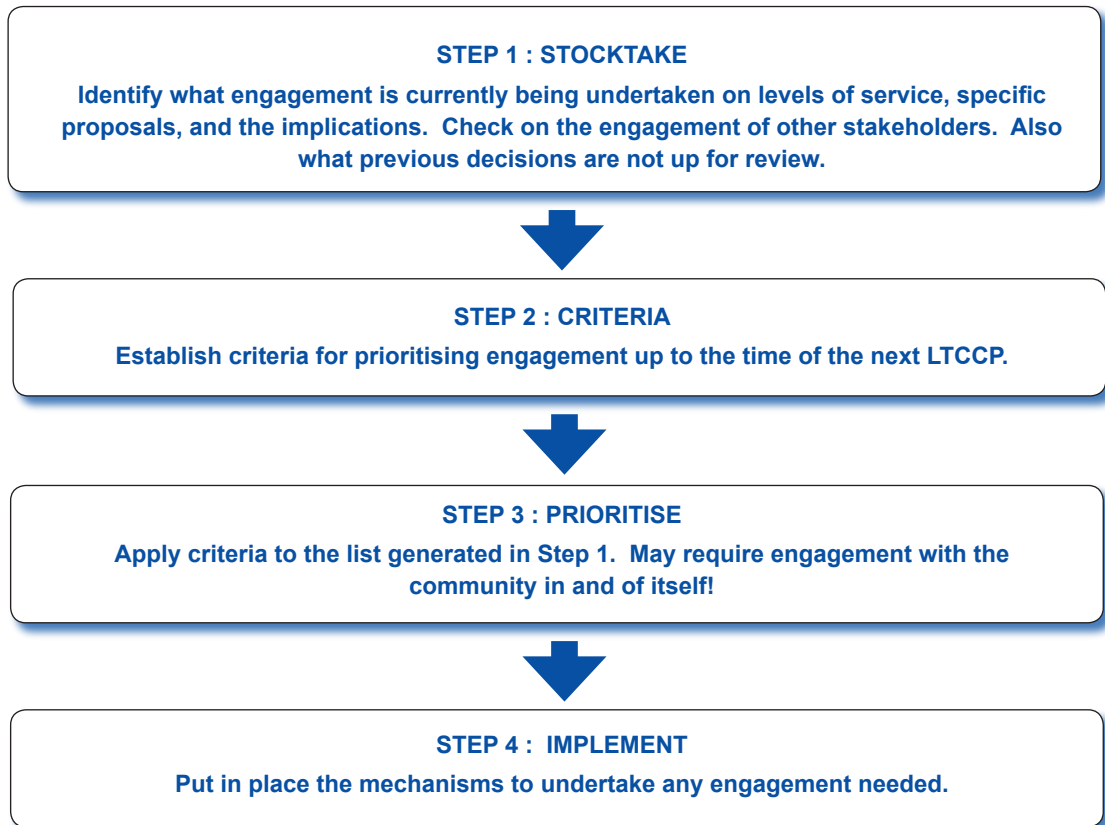 STEP 1 : STOCKTAKE
Identify what engagement is currently being undertaken on levels of service, specific
proposals, and the implications.  Check on the engagement of other stakeholders.  Also
what previous decisions are not up for review.
STEP 2 : CRITERIA
Establish criteria for prioritising engagement up to the time of the next LTCCP.
STEP 3 : PRIORITISE
Apply criteria to the list generated in Step 1.  May require engagement with the
community in and of itself!
STEP 4 :  IMPLEMENT
Put in place the mechanisms to undertake any engagement needed.